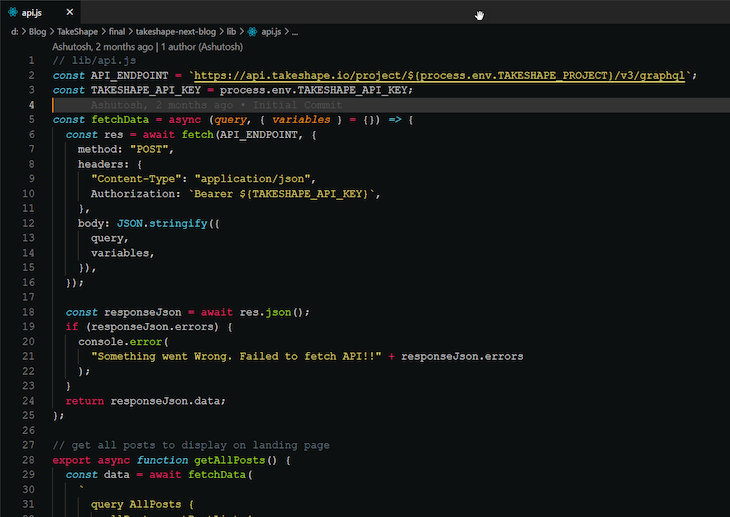 api.js ×
d: > Blog > TakeShape > final > takeshape-next-blog > lib > api.js > ...
Ashutosh, 2 months ago | 1 author (Ashutosh)
1 // lib/api.js
2 const API_ENDPOINT = `https://api.takeshape.io/project/${process.env.TAKESHAPE_PROJECT}/v3/graphql`;
3 const TAKESHAPE_API_KEY = process.env.TAKESHAPE_API_KEY;
4 Ashutosh, 2 months ago • Initial Commit
5 const fetchData = async (query, { variables } = {}) => {
6 const res = await fetch(API_ENDPOINT, {
7 method: "POST",
8 headers: {
9 "Content-Type": "application/json",
10 Authorization: `Bearer ${TAKESHAPE_API_KEY}`,
11 },
12 body: JSON.stringify({
13 query,
14 variables,
15 }),
16 });
17
18 const responseJson = await res.json();
19 if (responseJson.errors) {
20 console.error(
21 "Something went Wrong. Failed to fetch API!!" + responseJson.errors
22 );
23 }
24 return responseJson.data;
25 };
26
27 // get all posts to display on landing page
28 export async function getAllPosts() {
29 const data = await fetchData(
30 `
31 query AllPosts {